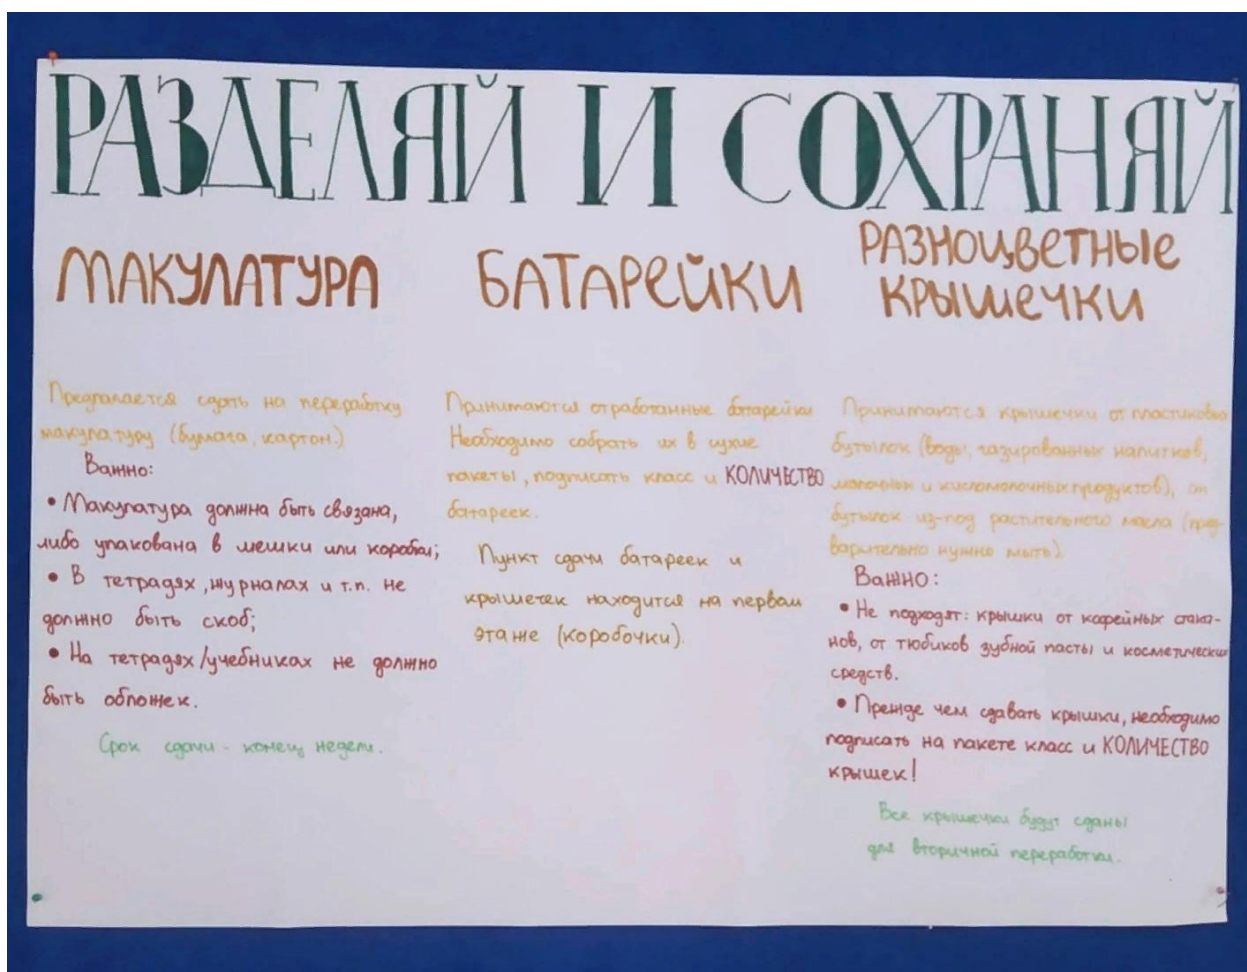 РАЗДЕЛЯЙ И СОХРАНЯЙ
МАКУЛАТУРА
Предлагается сдать на переработку
макулатуру (бумага, картон.)
Важно:
• Макулатура должна быть связана,
либо упакована в мешки или коробки;
• В тетрадях, журналах и т.п. не
должно быть скоб;
• На тетрадях/учебниках не должно
быть обложек.
Срок сдачи - конец недели.
БАТАРЕЙКИ
Принимаются отработанные батарейки
Необходимо собрать их в сухие
пакеты, подписать класс и КОЛИЧЕСТВО
батареек.
Пункт сдачи батареек и
крышечек находится на первом
этаже (коробочки).
РАЗНОЦВЕТНЫЕ
КРЫШЕЧКИ
Принимаются крышечки от пластиковых
бутылок (воды, газированных напитков,
молочных и кисломолочных продуктов), от
бутылок из-под растительного масла (пред-
варительно нужно мыть)
Важно:
• Не подходят: крышки от кофейных стака-
нов, от тюбиков зубной пасты и косметических
средств.
• Прежде чем сдавать крышки, необходимо
подписать на пакете класс и КОЛИЧЕСТВО
крышек!
Все крышечки будут сданы
для вторичной переработки.